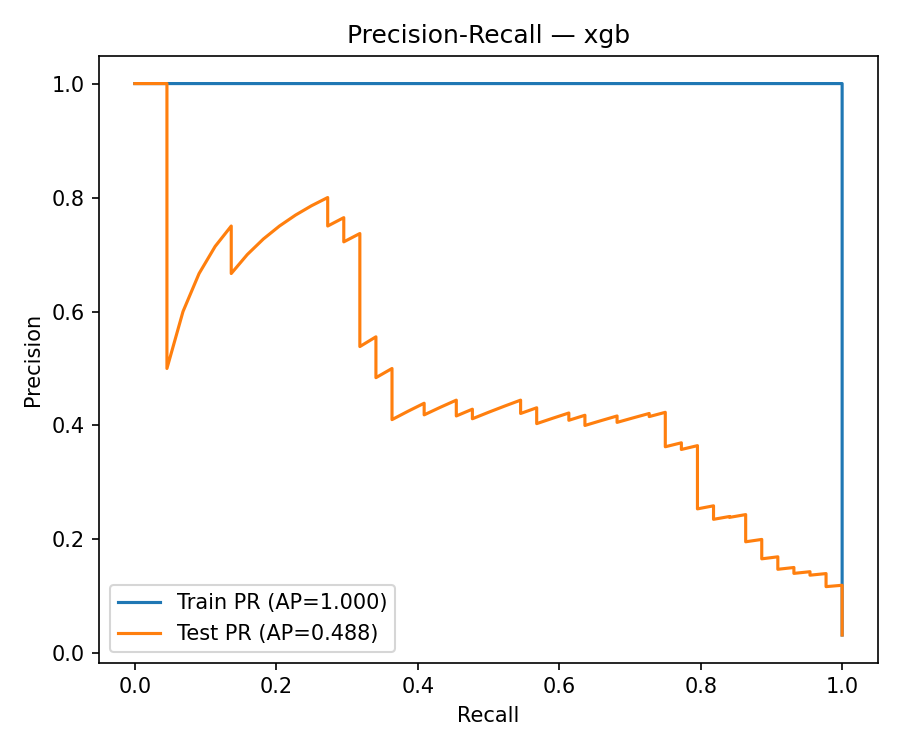 Precision-Recall — xgb
Precision
1.0
0.8
0.6
0.4
0.2
0.0
Train PR (AP=1.000)
Test PR (AP=0.488)
0.0 0.2 0.4 0.6 0.8 1.0
Recall